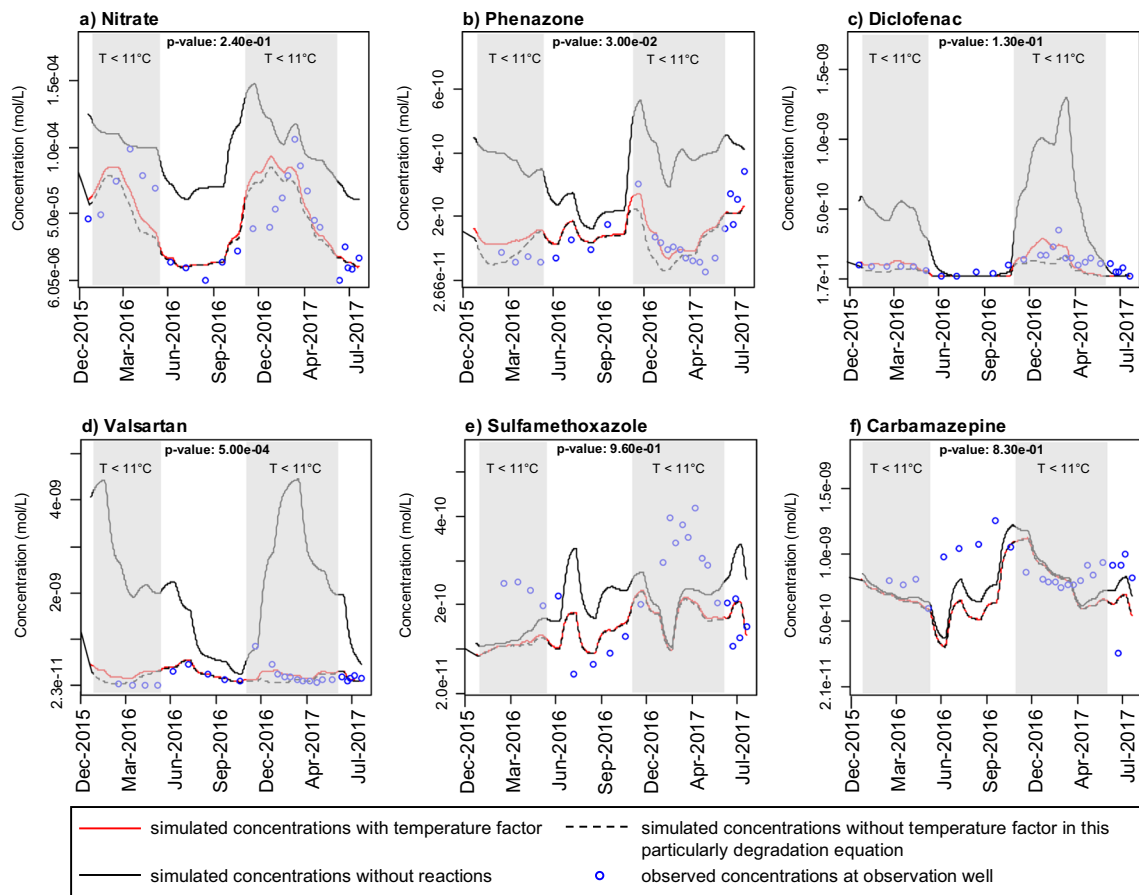 a) Nitrate
p-value: 2.40e-01
T < 11°C
T < 11°C
Concentration (mol/L)
1.5e-04
1.0e-04
5.0e-05
6.05e-06
Dec-2015
Mar-2016
Jun-2016
Sep-2016
Dec-2016
Apr-2017
Jul-2017
b) Phenazone
p-value: 3.00e-02
T < 11°C
T < 11°C
Concentration (mol/L)
6e-10
4e-10
2e-10
2.66e-11
Dec-2015
Mar-2016
Jun-2016
Sep-2016
Dec-2016
Apr-2017
Jul-2017
c) Diclofenac
p-value: 1.30e-01
T < 11°C
T < 11°C
Concentration (mol/L)
1.5e-09
1.0e-09
5.0e-10
1.7e-11
Dec-2015
Mar-2016
Jun-2016
Sep-2016
Dec-2016
Apr-2017
Jul-2017
d) Valsartan
p-value: 5.00e-04
T < 11°C
T < 11°C
Concentration (mol/L)
4e-09
2e-09
2.3e-11
Dec-2015
Mar-2016
Jun-2016
Sep-2016
Dec-2016
Apr-2017
Jul-2017
e) Sulfamethoxazole
p-value: 9.60e-01
T < 11°C
T < 11°C
Concentration (mol/L)
4e-10
2e-10
2.0e-11
Dec-2015
Mar-2016
Jun-2016
Sep-2016
Dec-2016
Apr-2017
Jul-2017
f) Carbamazepine
p-value: 8.30e-01
T < 11°C
T < 11°C
Concentration (mol/L)
1.5e-09
1.0e-09
5.0e-10
2.1e-11
Dec-2015
Mar-2016
Jun-2016
Sep-2016
Dec-2016
Apr-2017
Jul-2017
simulated concentrations with temperature factor
simulated concentrations without temperature factor in this
particularly degradation equation
simulated concentrations without reactions
observed concentrations at observation well